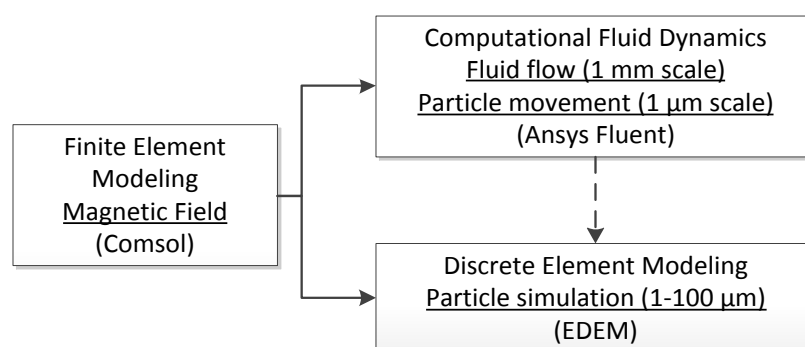 Finite Element
Modeling
Magnetic Field
(Comsol)
Computational Fluid Dynamics
Fluid flow (1 mm scale)
Particle movement (1 µm scale)
(Ansys Fluent)
Discrete Element Modeling
Particle simulation (1-100 µm)
(EDEM)